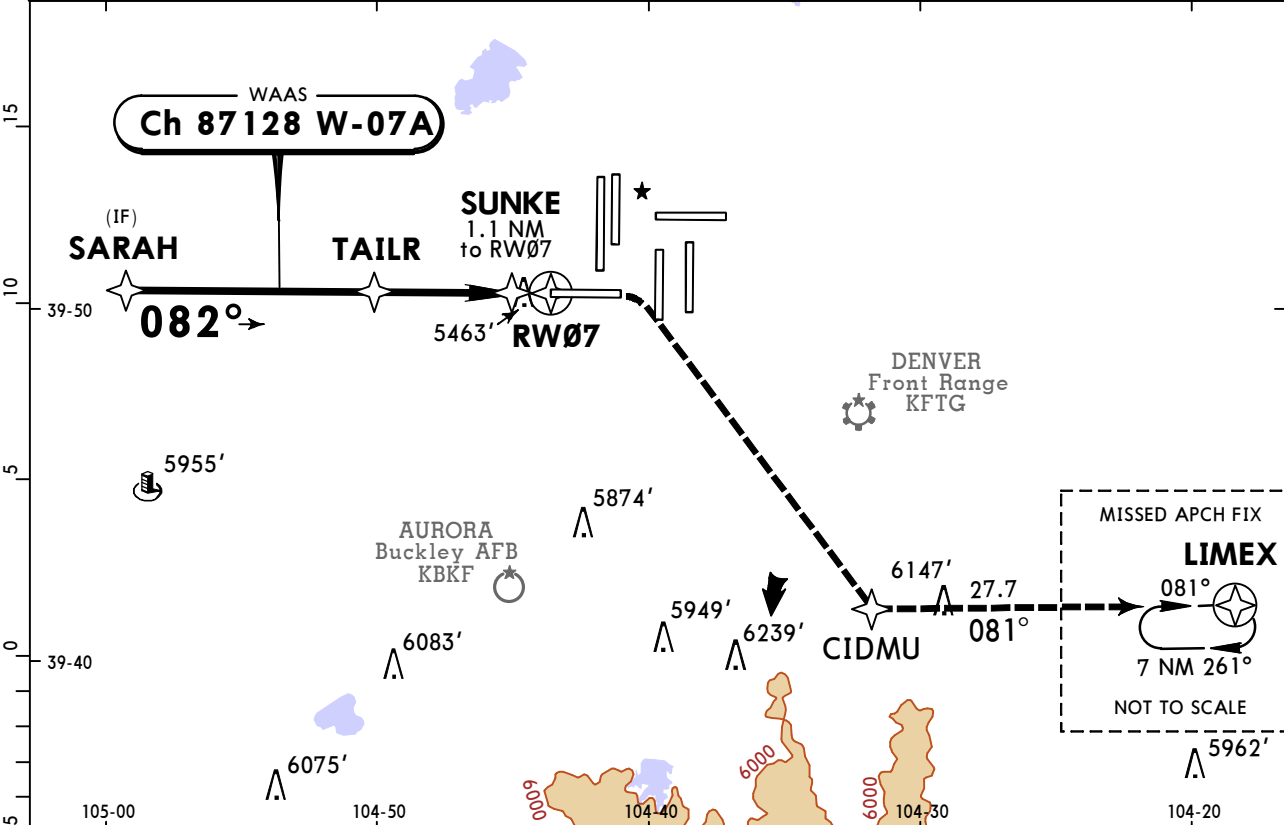 WAAS
Ch 87128 W-07A
(IF)
SARAH
TAILR
SUNKE
1.1 NM
to RWØ7
082°
5463'
RWØ7
15
10
5
0
5
39-50
39-40
DENVER
Front Range
KFTG
5955'
5874'
AURORA
Buckley AFB
KBKF
MISSED APCH FIX
LIMEX
081°
7 NM 261°
NOT TO SCALE
6147'
27.7
081°
CIDMU
5949'
6239'
6083'
6075'
5962'
6000
6000
6000
105-00
104-50
104-40
104-30
104-20